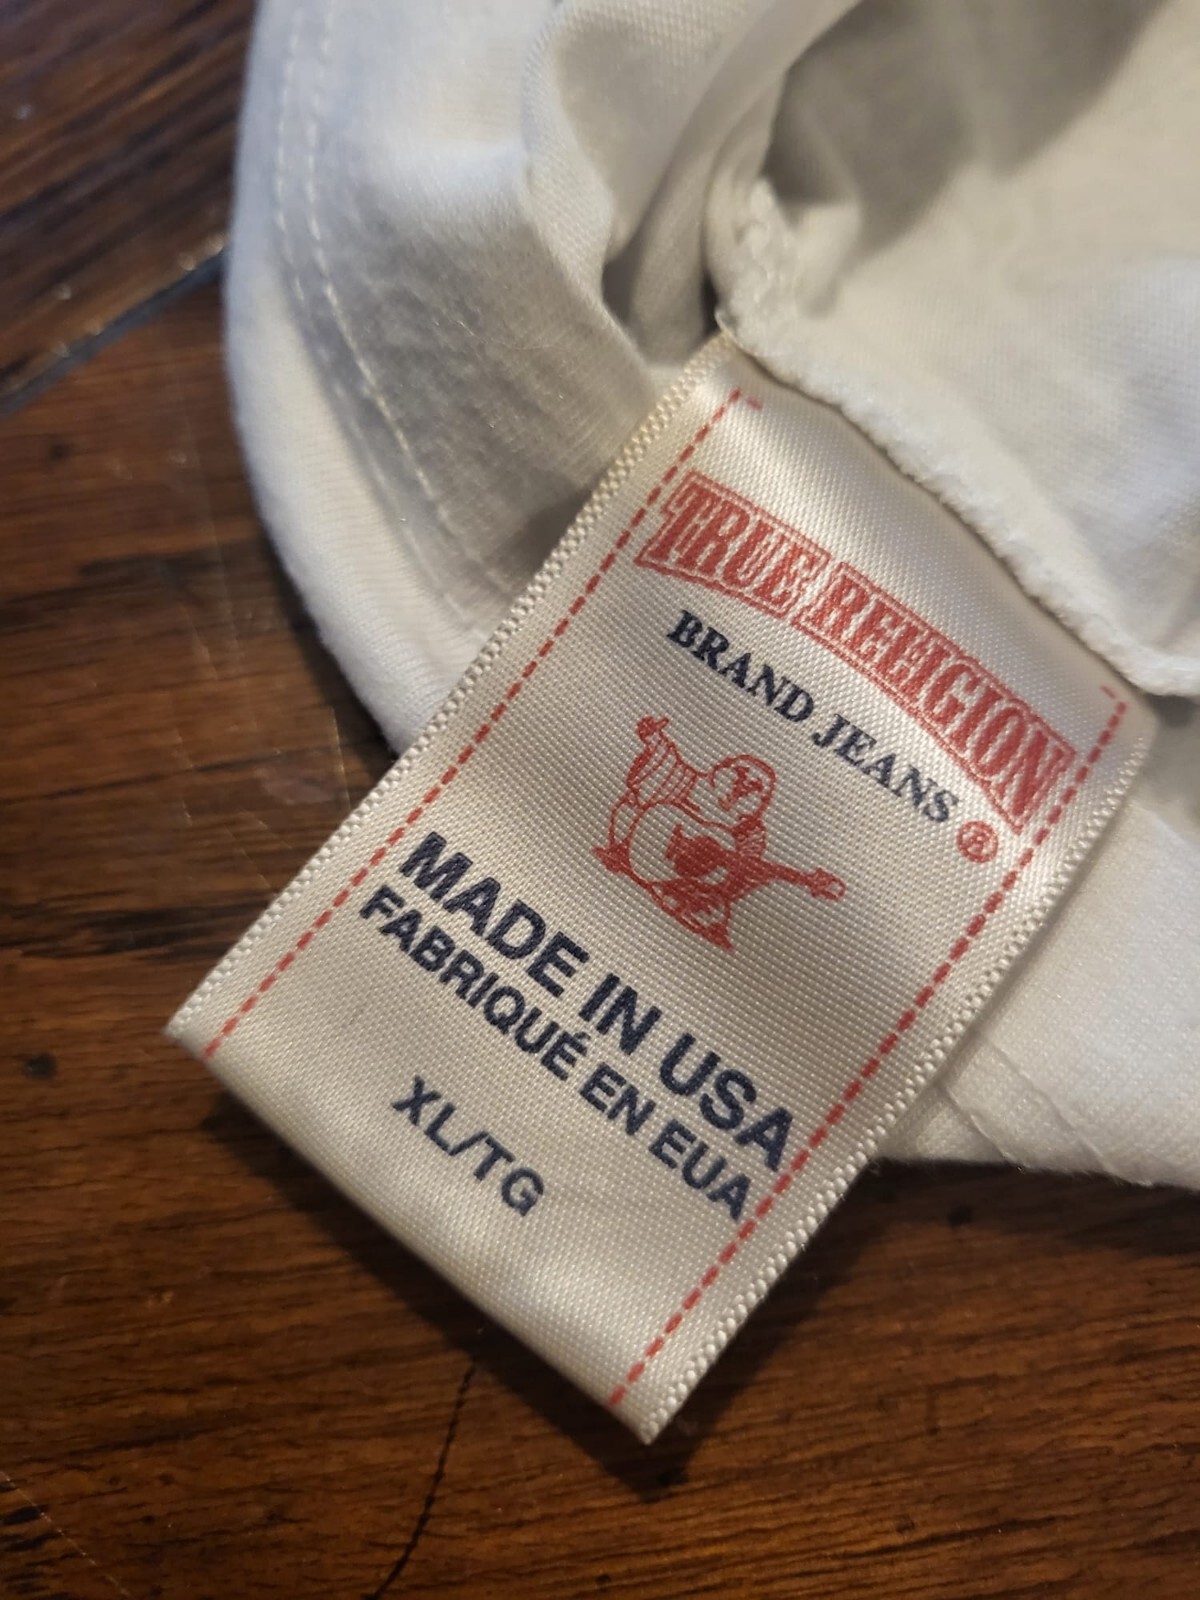 TRUE RELIGION
BRAND JEANS ®
MADE IN USA
FABRIQUÉ EN EUA
XL/TG